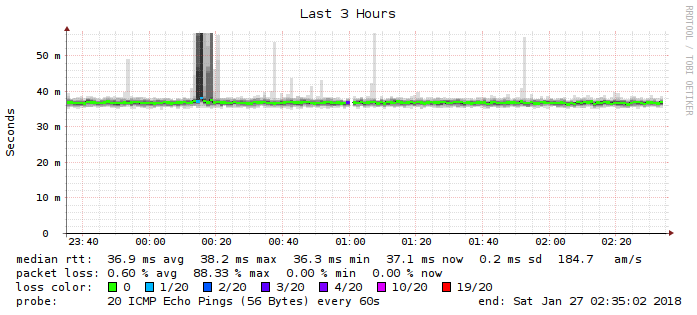 Last 3 Hours
RRDTOOL / TOBI OETIKER
Seconds
50 m
40 m
30 m
20 m
10 m
0
23:40 00:00 00:20 00:40 01:00 01:20 01:40 02:00 02:20
median rtt: 36.9 ms avg 38.2 ms max 36.3 ms min 37.1 ms now 0.2 ms sd 184.7 am/s
packet loss: 0.60 % avg 88.33 % max 0.00 % min 0.00 % now
loss color: 0 1/20 2/20 3/20 4/20 10/20 19/20
probe: 20 ICMP Echo Pings (56 Bytes) every 60s end: Sat Jan 27 02:35:02 2018